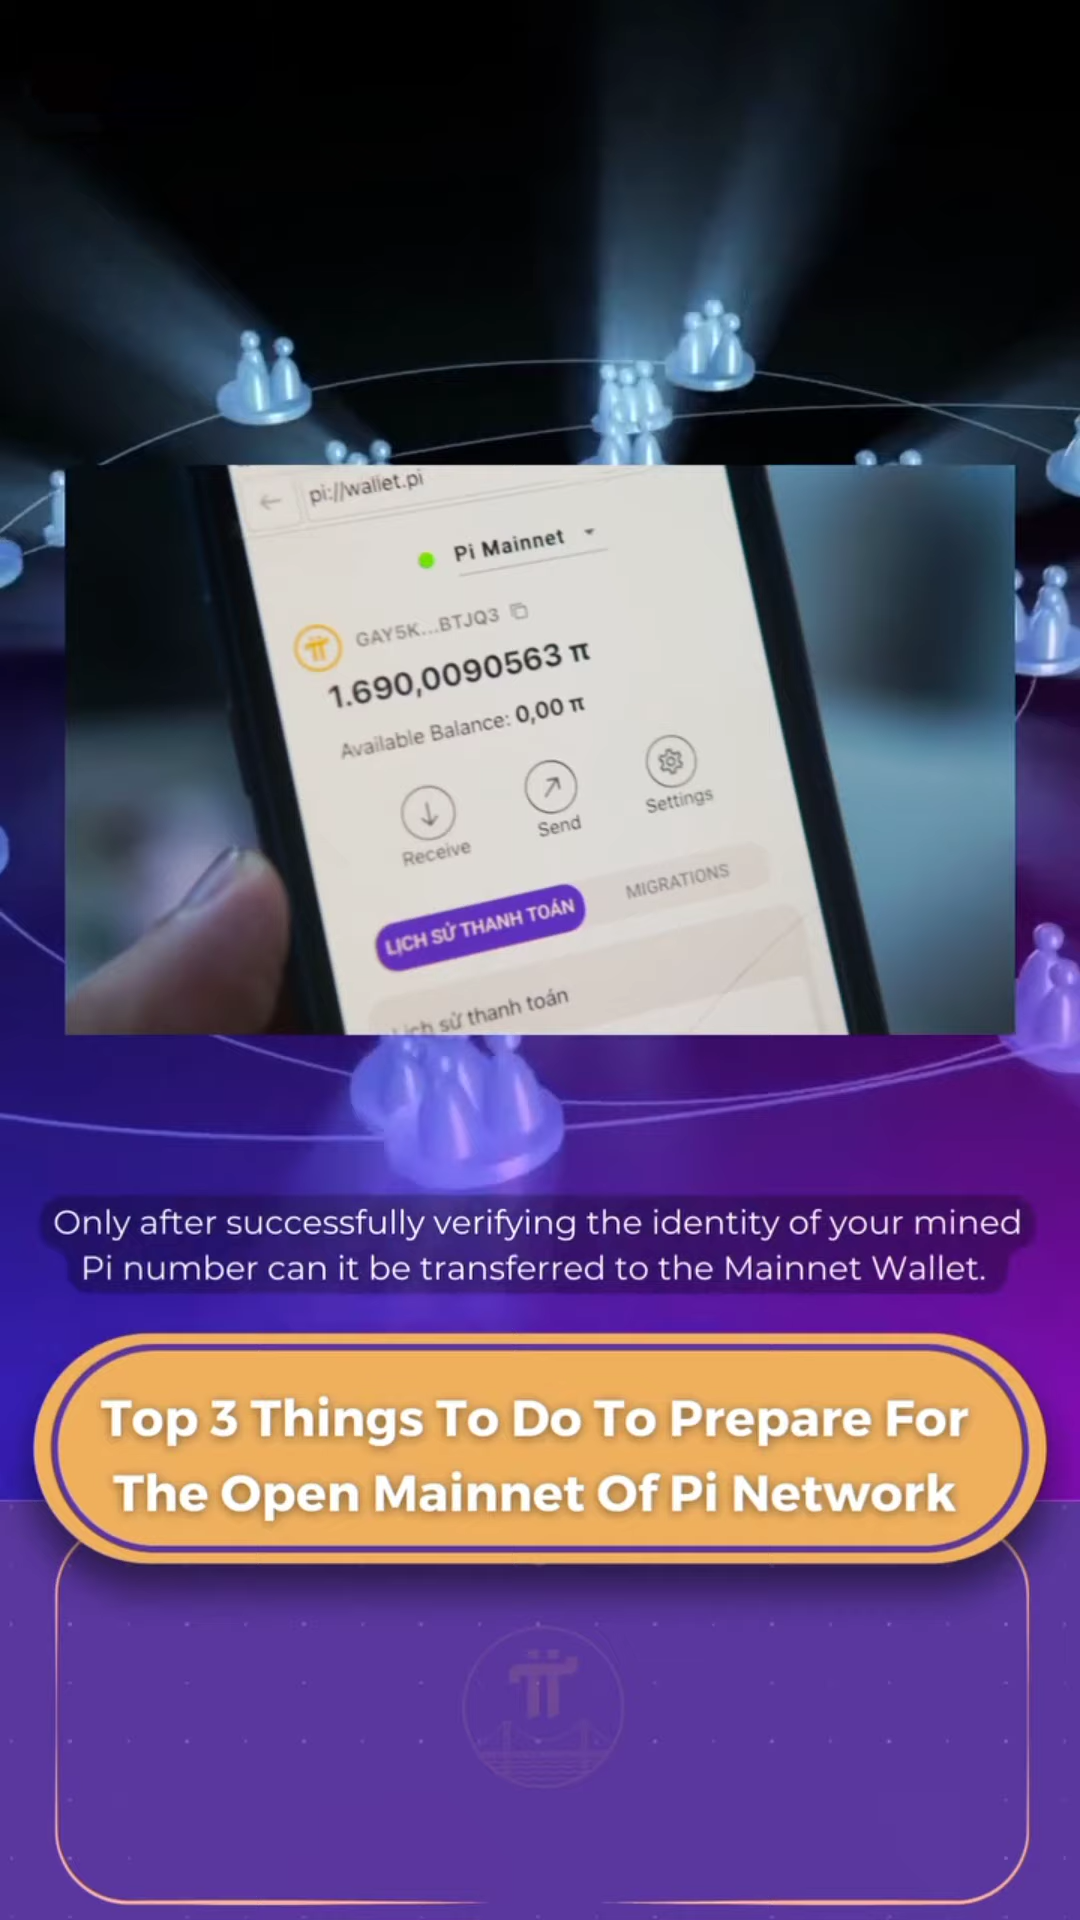 pi://wallet.pi
Pi Mainnet
GAY5K...BTJQ3
1.690,0090563 π
Available Balance: 0,00 π
Receive
Send
Settings
LỊCH SỬ THANH TOÁN
MIGRATIONS
Lịch sử thanh toán
Only after successfully verifying the identity of your mined
Pi number can it be transferred to the Mainnet Wallet.
Top 3 Things To Do To Prepare For
The Open Mainnet Of Pi Network